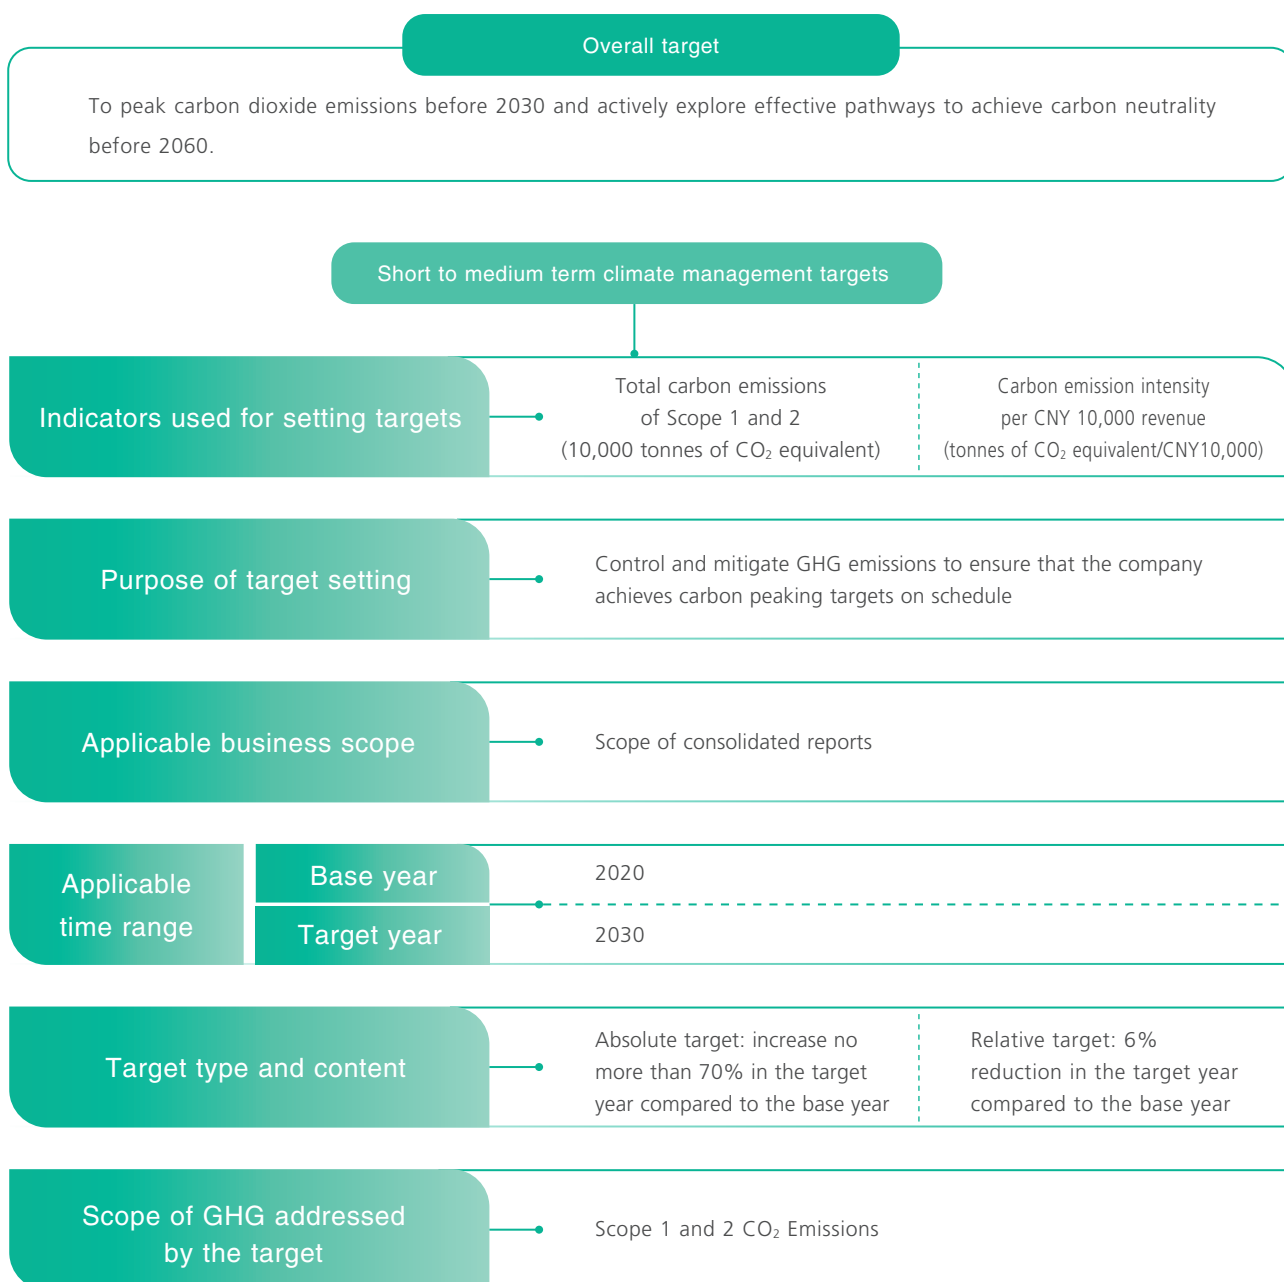 Overall target
To peak carbon dioxide emissions before 2030 and actively explore effective pathways to achieve carbon neutrality
before 2060.
Short to medium term climate management targets
Indicators used for setting targets
Total carbon emissions
of Scope 1 and 2
(10,000 tonnes of CO₂ equivalent)
Carbon emission intensity
per CNY 10,000 revenue
(tonnes of CO₂ equivalent/CNY10,000)
Purpose of target setting
Control and mitigate GHG emissions to ensure that the company
achieves carbon peaking targets on schedule
Applicable business scope
Scope of consolidated reports
Applicable
time range
Base year
2020
Target year
2030
Target type and content
Absolute target: increase no
more than 70% in the target
year compared to the base year
Relative target: 6%
reduction in the target year
compared to the base year
Scope of GHG addressed
by the target
Scope 1 and 2 CO₂ Emissions